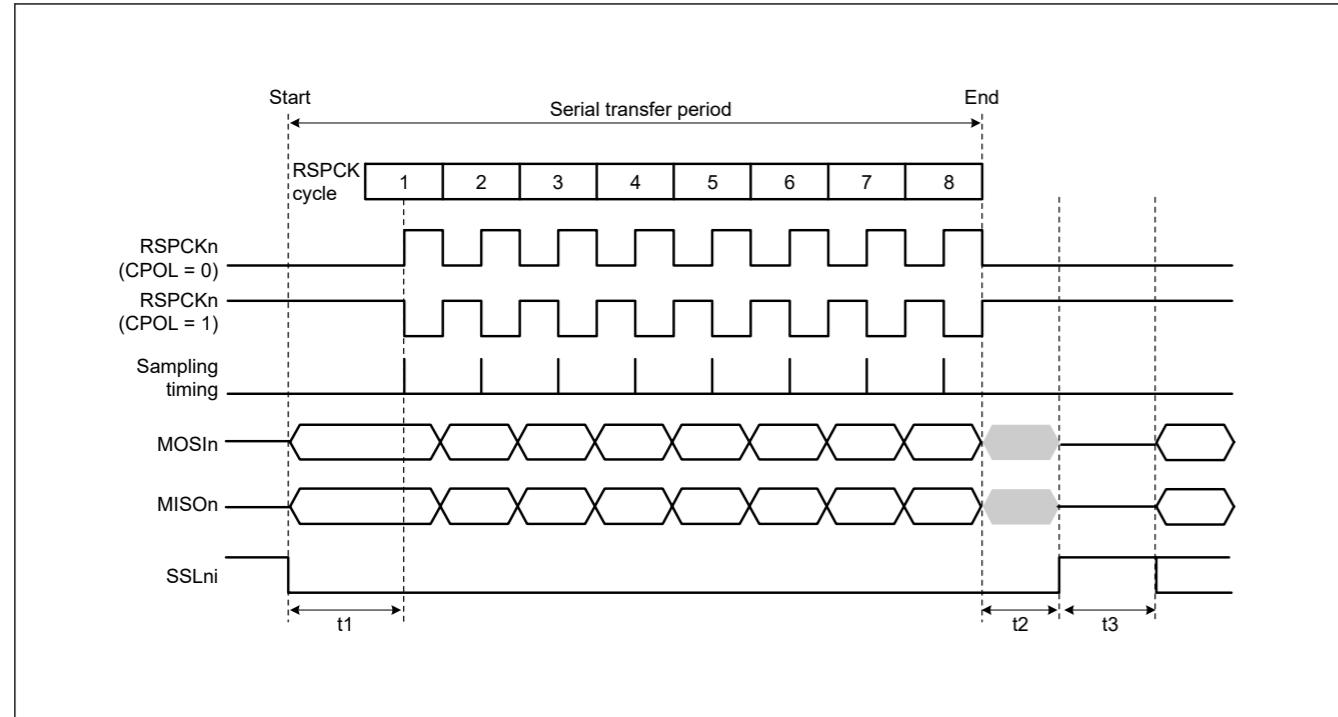 Start
Serial transfer period
End
RSPCK
cycle
1 2 3 4 5 6 7 8
RSPCKn
(CPOL = 0)
RSPCKn
(CPOL = 1)
Sampling
timing
MOSIn
MISOn
SSLni
t1
t2
t3